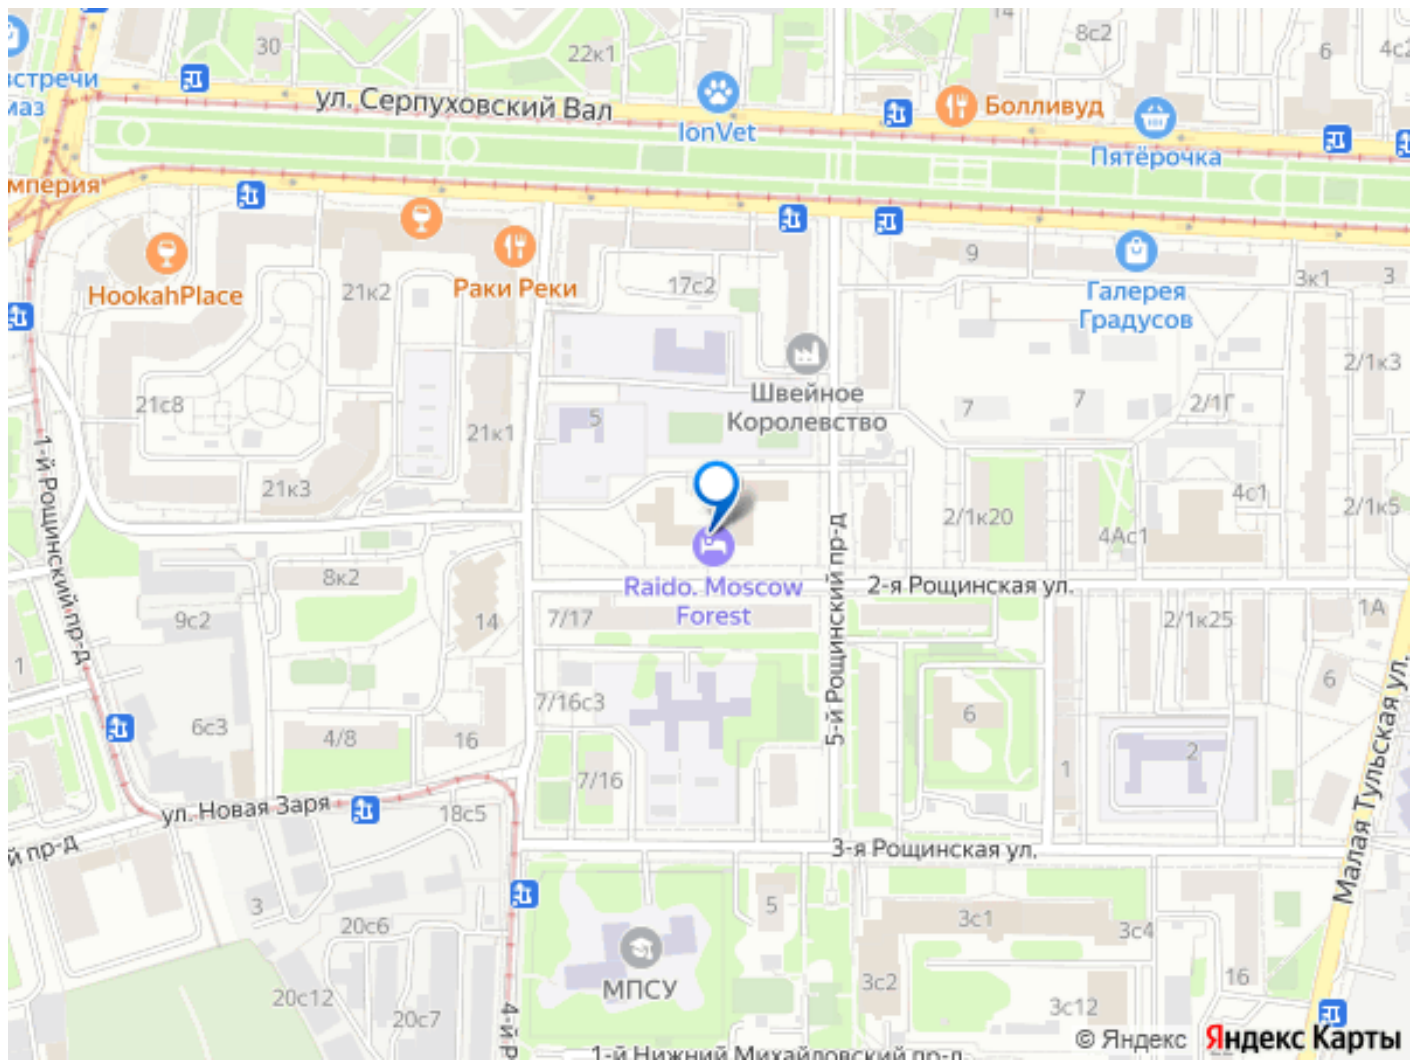 30
22к1
14
8с2
6
4с2
встречи
маз
ул. Серпуховский Вал
IonVet
Болливуд
Пятёрочка
мперия
HookahPlace
21к2
Раки Реки
17с2
9
Галерея
Градусов
3к1
3
2/1к3
Швейное
Королевство
21с8
21к1
5
7
7
2/1Г
21к3
1-й Рощинский пр-д
2/1к20
4Ас1
4с1
2/1к5
Raido. Moscow
Forest
5-й Рощинский пр-д
2-я Рощинская ул.
8к2
9с2
14
7/17
2/1к25
1А
1
6с3
4/8
16
7/16с3
7/16
6
6
1
2
Малая Тульская ул.
ул. Новая Заря
18с5
й пр-д
3-я Рощинская ул.
3
20с6
20с12
20с7
4-й Р
МПСУ
5
3с1
3с4
3с2
3с12
16
1-й Нижний Михайловский пр-д
© Яндекс Яндекс Карты